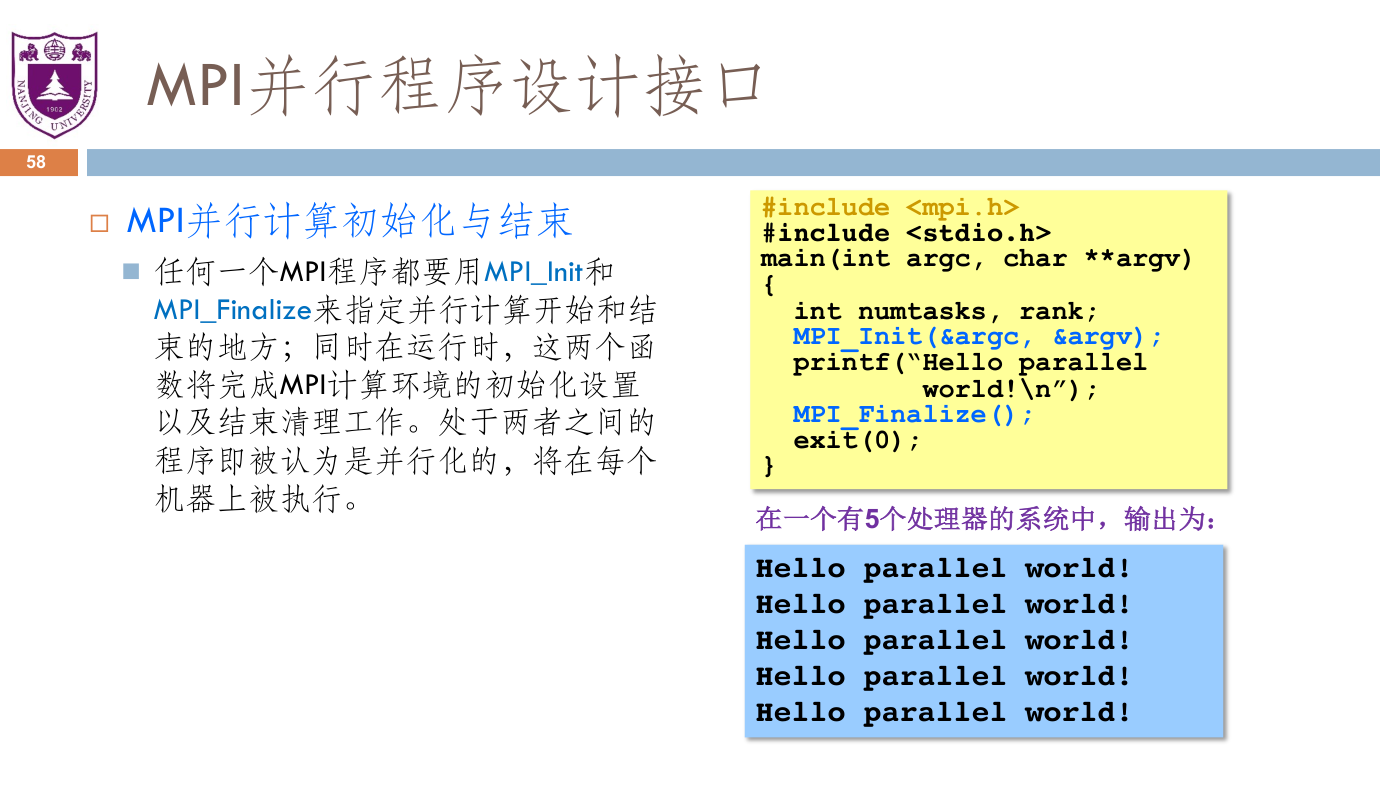 NANJING UNIVERSITY
1902
MPI并行程序设计接口
58
MPI并行计算初始化与结束
任何一个MPI程序都要用MPI_Init和
MPI_Finalize来指定并行计算开始和结
束的地方；同时在运行时，这两个函
数将完成MPI计算环境的初始化设置
以及结束清理工作。处于两者之间的
程序即被认为是并行化的，将在每个
机器上被执行。
#include <mpi.h>
#include <stdio.h>
main(int argc, char **argv)
{
  int numtasks, rank;
  MPI_Init(&argc, &argv);
  printf(“Hello parallel
          world!\n”);
  MPI_Finalize();
  exit(0);
}
在一个有5个处理器的系统中，输出为：
Hello parallel world!
Hello parallel world!
Hello parallel world!
Hello parallel world!
Hello parallel world!